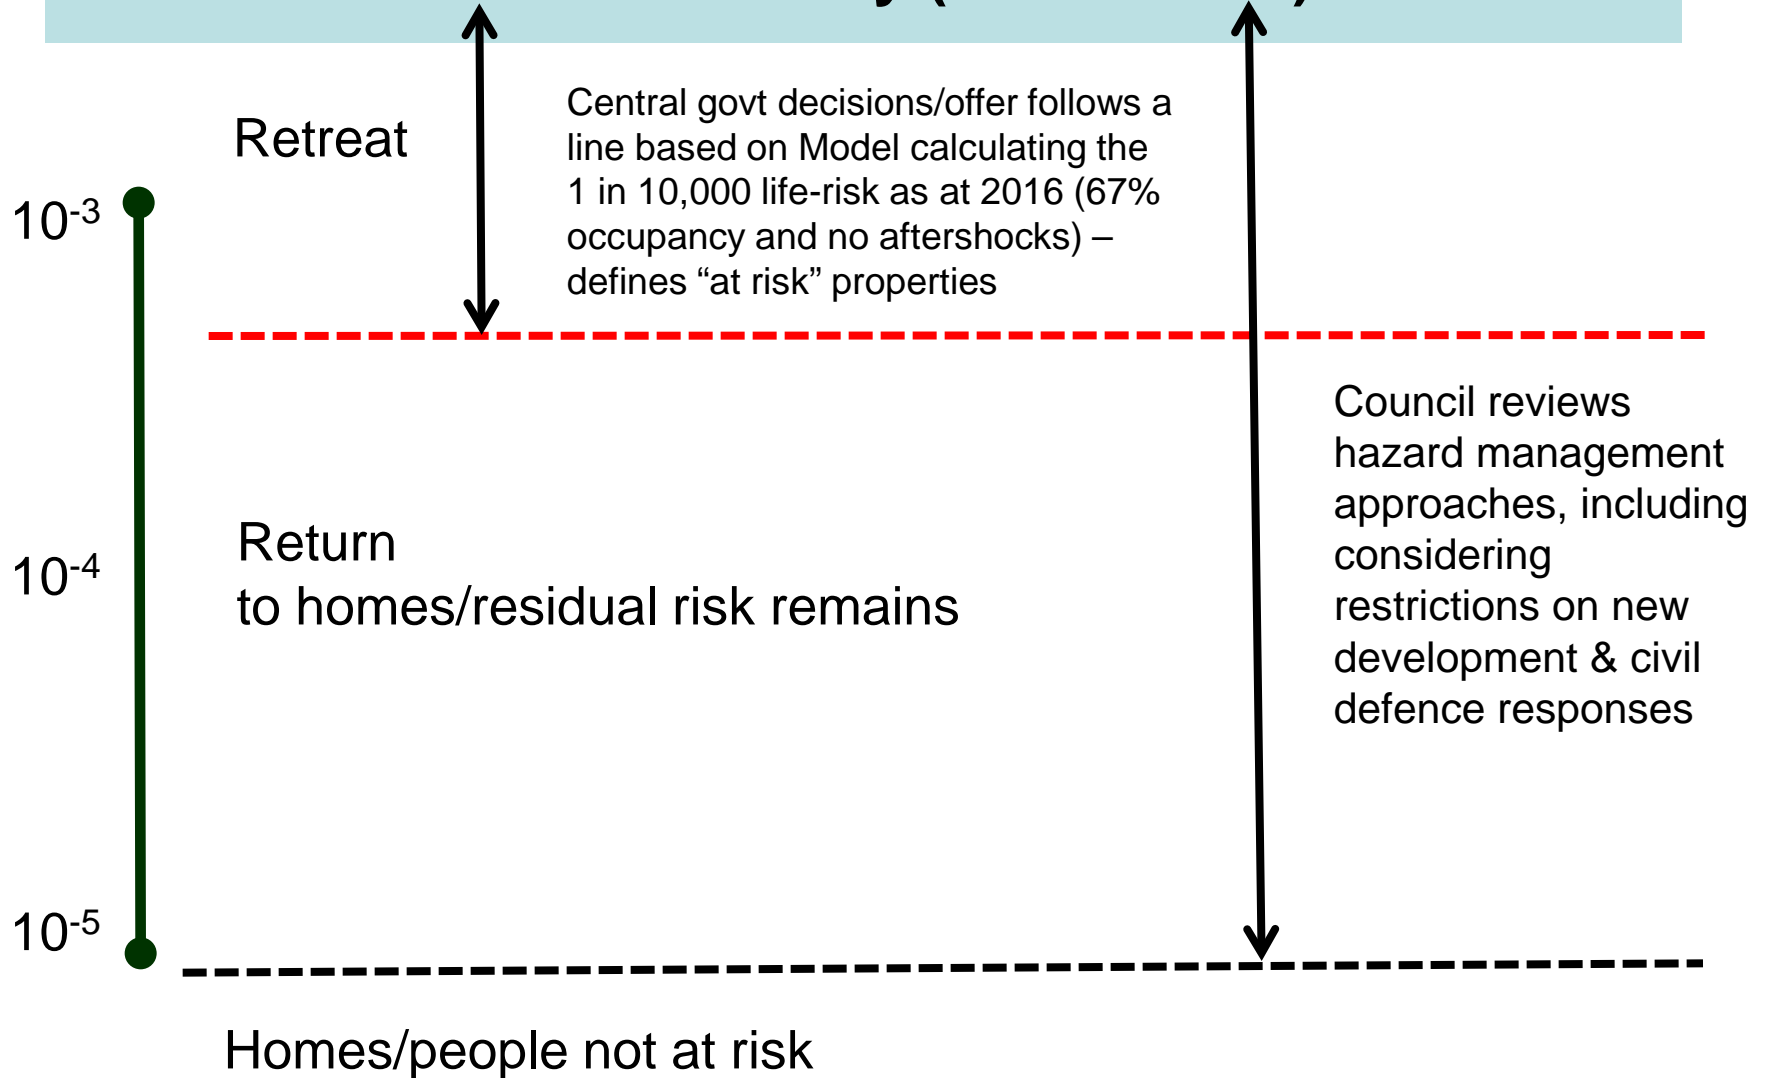 Retreat
Central govt decisions/offer follows a
line based on Model calculating the
1 in 10,000 life-risk as at 2016 (67%
occupancy and no aftershocks) –
defines “at risk” properties
10-3
Council reviews
hazard management
approaches, including
considering
restrictions on new
development & civil
defence responses
Return
to homes/residual risk remains
10-4
10-5
Homes/people not at risk